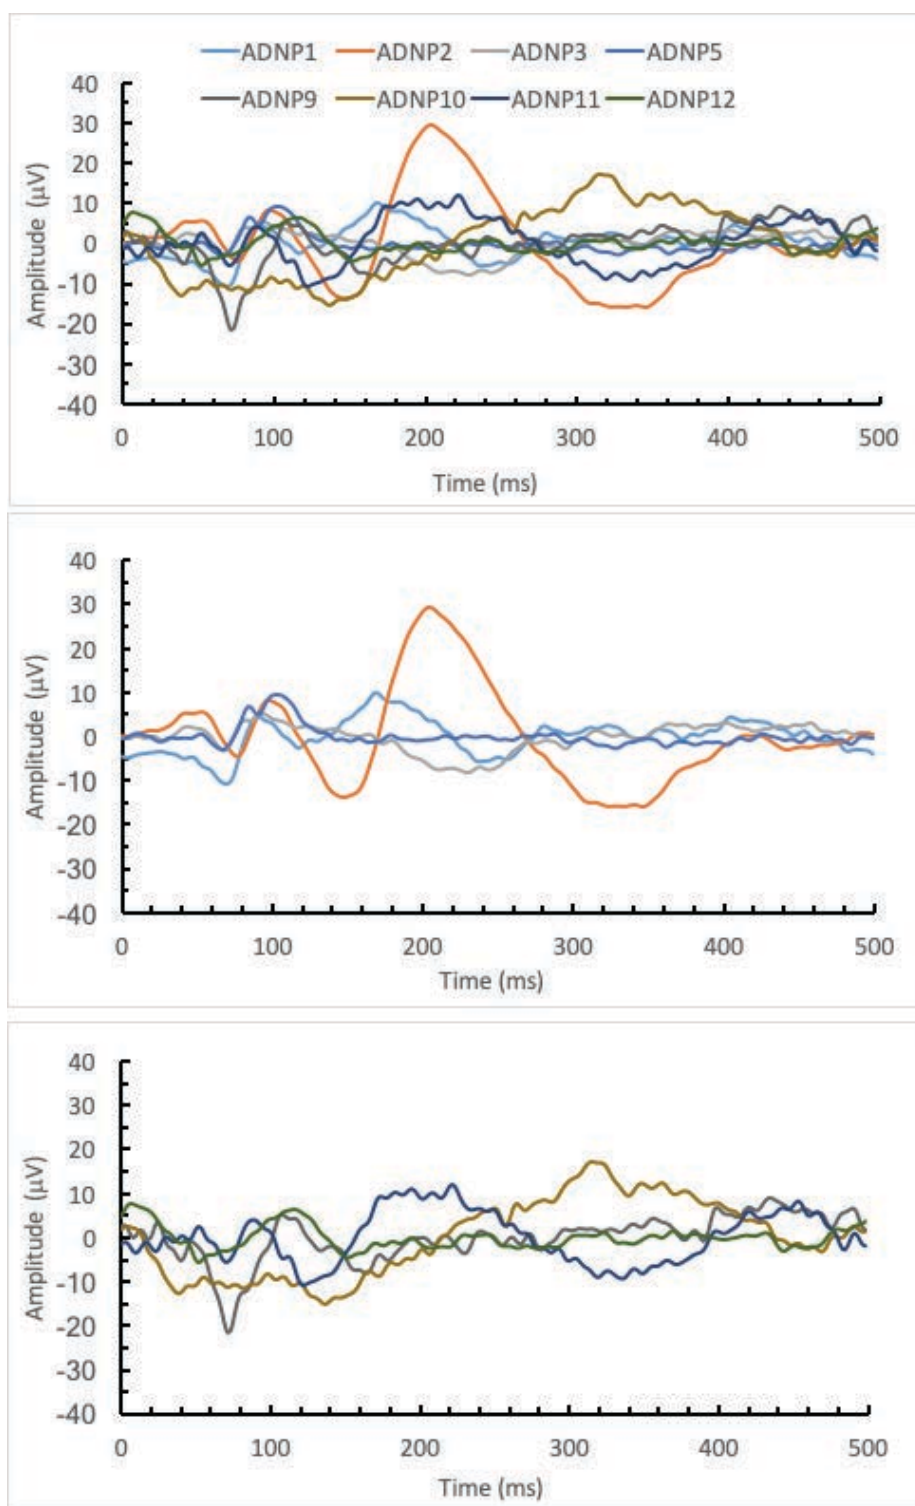 ADNP1 ADNP2 ADNP3 ADNP5
ADNP9 ADNP10 ADNP11 ADNP12
Amplitude (µV)
40
30
20
10
0
-10
-20
-30
-40
0 100 200 300 400 500
Time (ms)
Amplitude (µV)
40
30
20
10
0
-10
-20
-30
-40
0 100 200 300 400 500
Time (ms)
Amplitude (µV)
40
30
20
10
0
-10
-20
-30
-40
0 100 200 300 400 500
Time (ms)